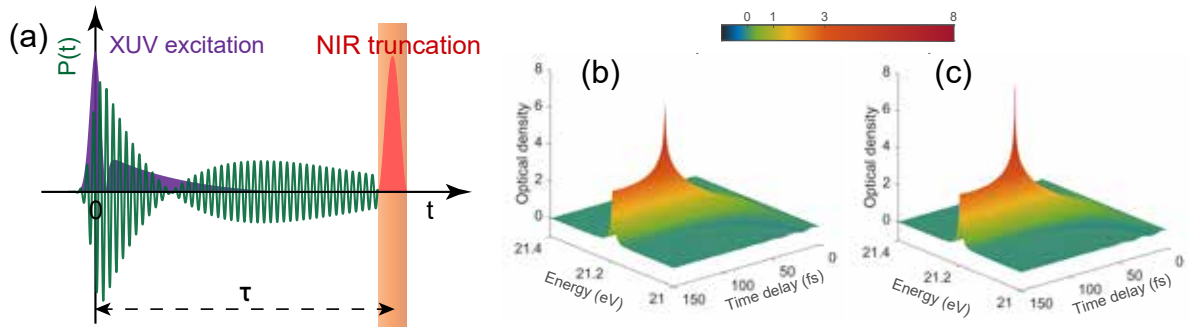 (a)
P(t)
XUV excitation
NIR truncation
0
t
τ
0 1 3 8
(b)
8
6
4
2
0
Optical density
21.4
21.2
21
Energy (eV)
150
100
50
0
Time delay (fs)
(c)
8
6
4
2
0
Optical density
21.4
21.2
21
Energy (eV)
150
100
50
0
Time delay (fs)